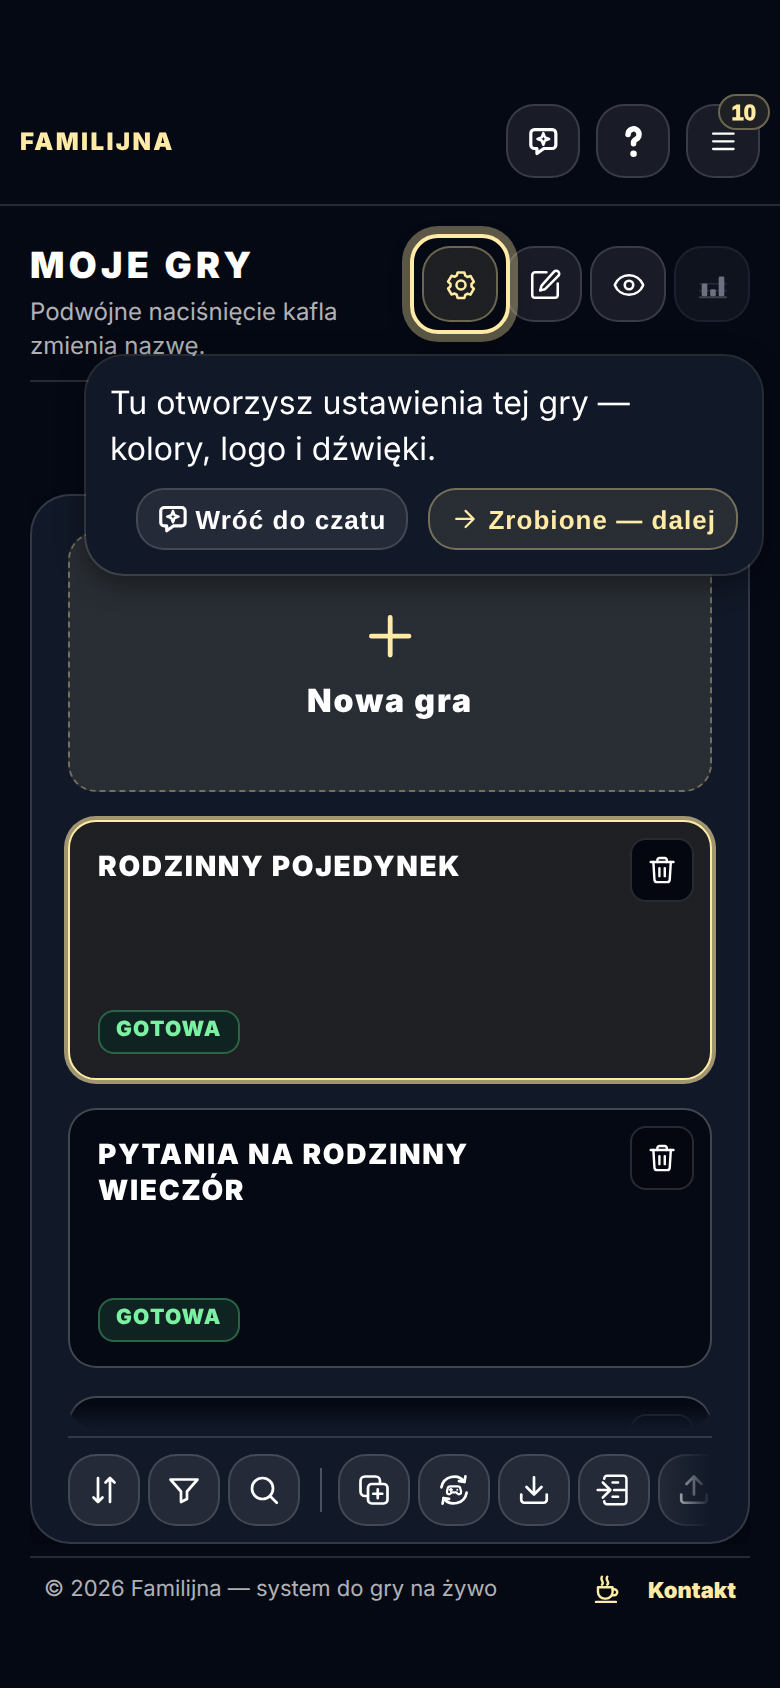 FAMILIJNA
10
MOJE GRY
Podwójne naciśnięcie kafla
zmienia nazwę.
Tu otworzysz ustawienia tej gry —
kolory, logo i dźwięki.
Wróć do czatu
Zrobione — dalej
Nowa gra
RODZINNY POJEDYNEK
GOTOWA
PYTANIA NA RODZINNY
WIECZÓR
GOTOWA
© 2026 Familijna — system do gry na żywo
Kontakt